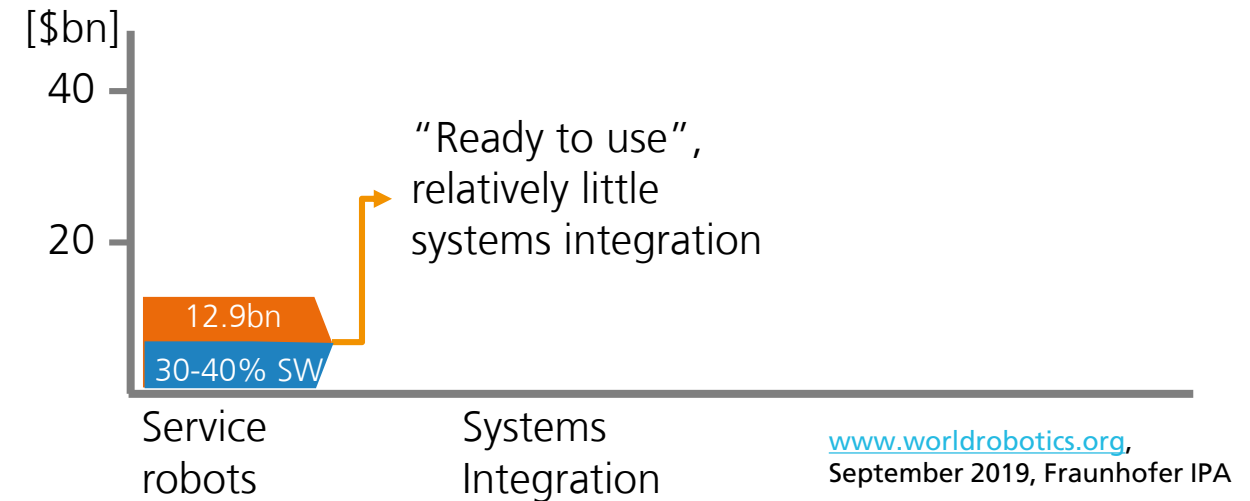 [$bn]
40
20
“Ready to use”,
relatively little
systems integration
12.9bn
30-40% SW
Service
robots
Systems
Integration
www.worldrobotics.org,
September 2019, Fraunhofer IPA